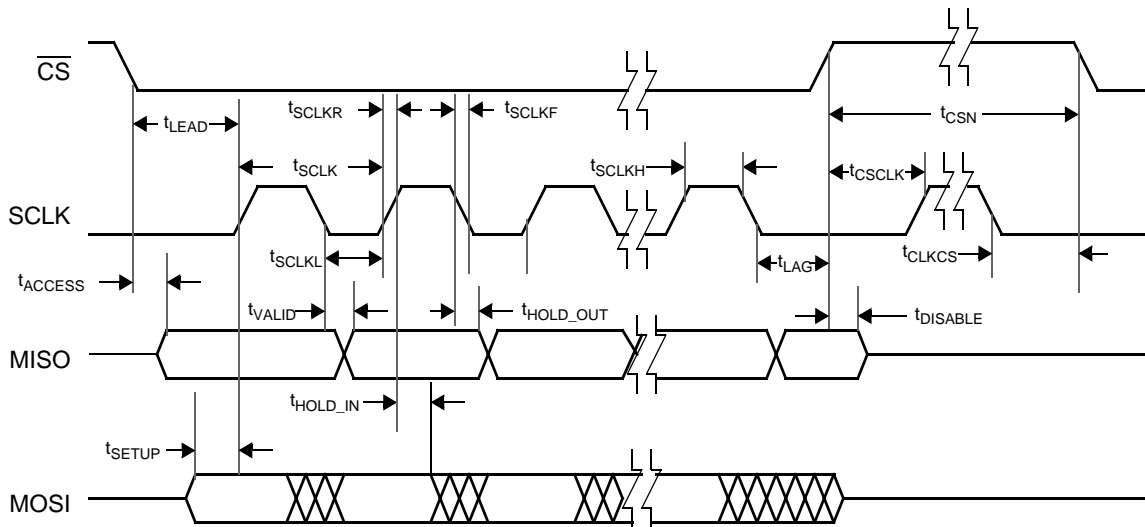 CS
tSCLKR
tSCLKF
tLEAD
tCSN
tSCLK
tSCLKH
tCSCLK
SCLK
tSCLKL
tLAG
tCLKCS
tACCESS
tVALID
tHOLD_OUT
tDISABLE
MISO
tHOLD_IN
tSETUP
MOSI